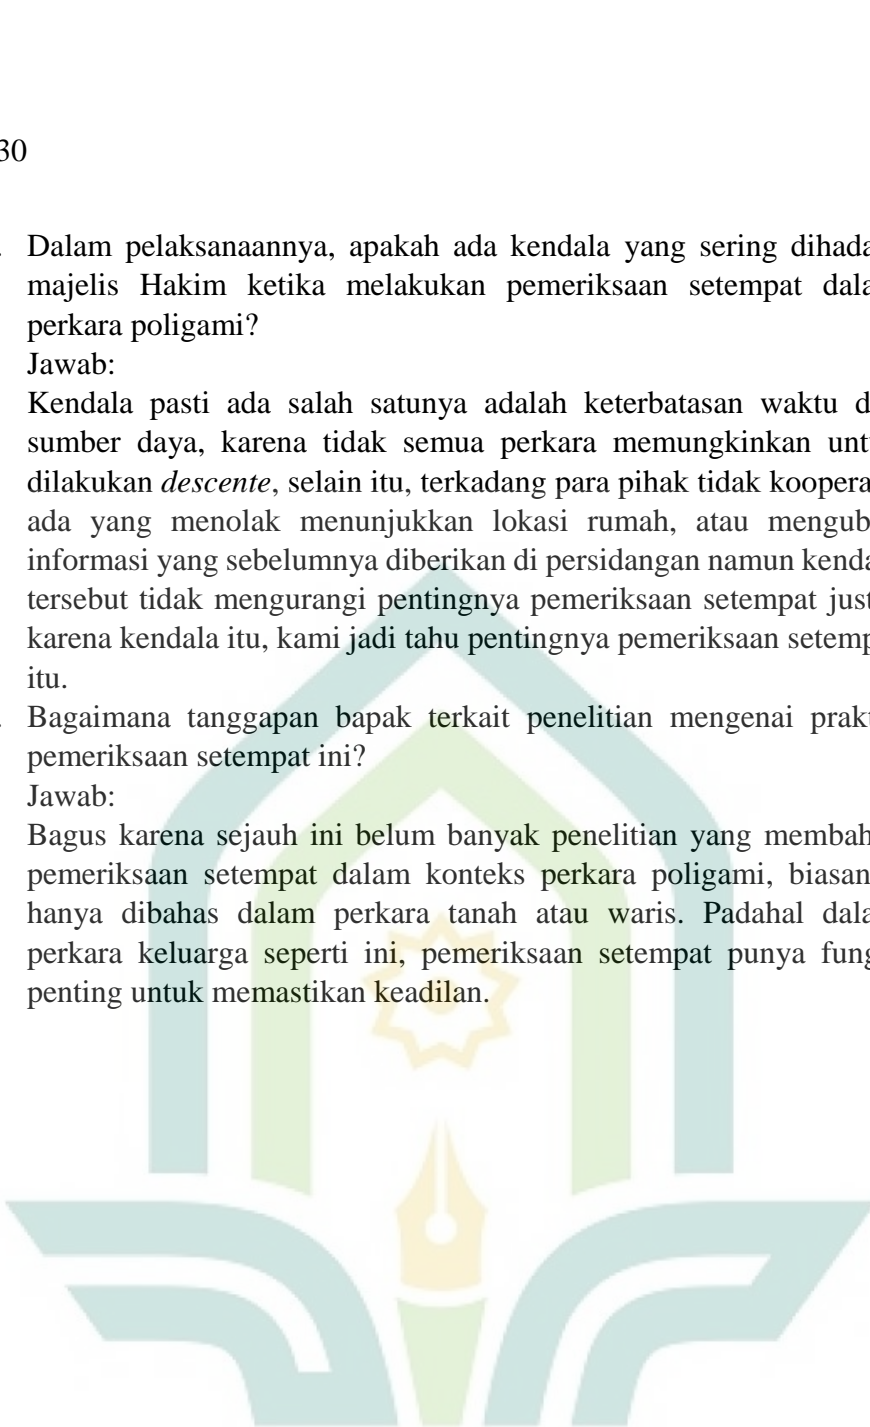 30
. Dalam pelaksanaannya, apakah ada kendala yang sering dihada
majelis Hakim ketika melakukan pemeriksaan setempat dala
perkara poligami?
Jawab:
Kendala pasti ada salah satunya adalah keterbatasan waktu d
sumber daya, karena tidak semua perkara memungkinkan unt
dilakukan descente, selain itu, terkadang para pihak tidak koopera
ada yang menolak menunjukkan lokasi rumah, atau mengub
informasi yang sebelumnya diberikan di persidangan namun kenda
tersebut tidak mengurangi pentingnya pemeriksaan setempat just
karena kendala itu, kami jadi tahu pentingnya pemeriksaan setemp
itu.
. Bagaimana tanggapan bapak terkait penelitian mengenai prakt
pemeriksaan setempat ini?
Jawab:
Bagus karena sejauh ini belum banyak penelitian yang membah
pemeriksaan setempat dalam konteks perkara poligami, biasan
hanya dibahas dalam perkara tanah atau waris. Padahal dala
perkara keluarga seperti ini, pemeriksaan setempat punya fung
penting untuk memastikan keadilan.